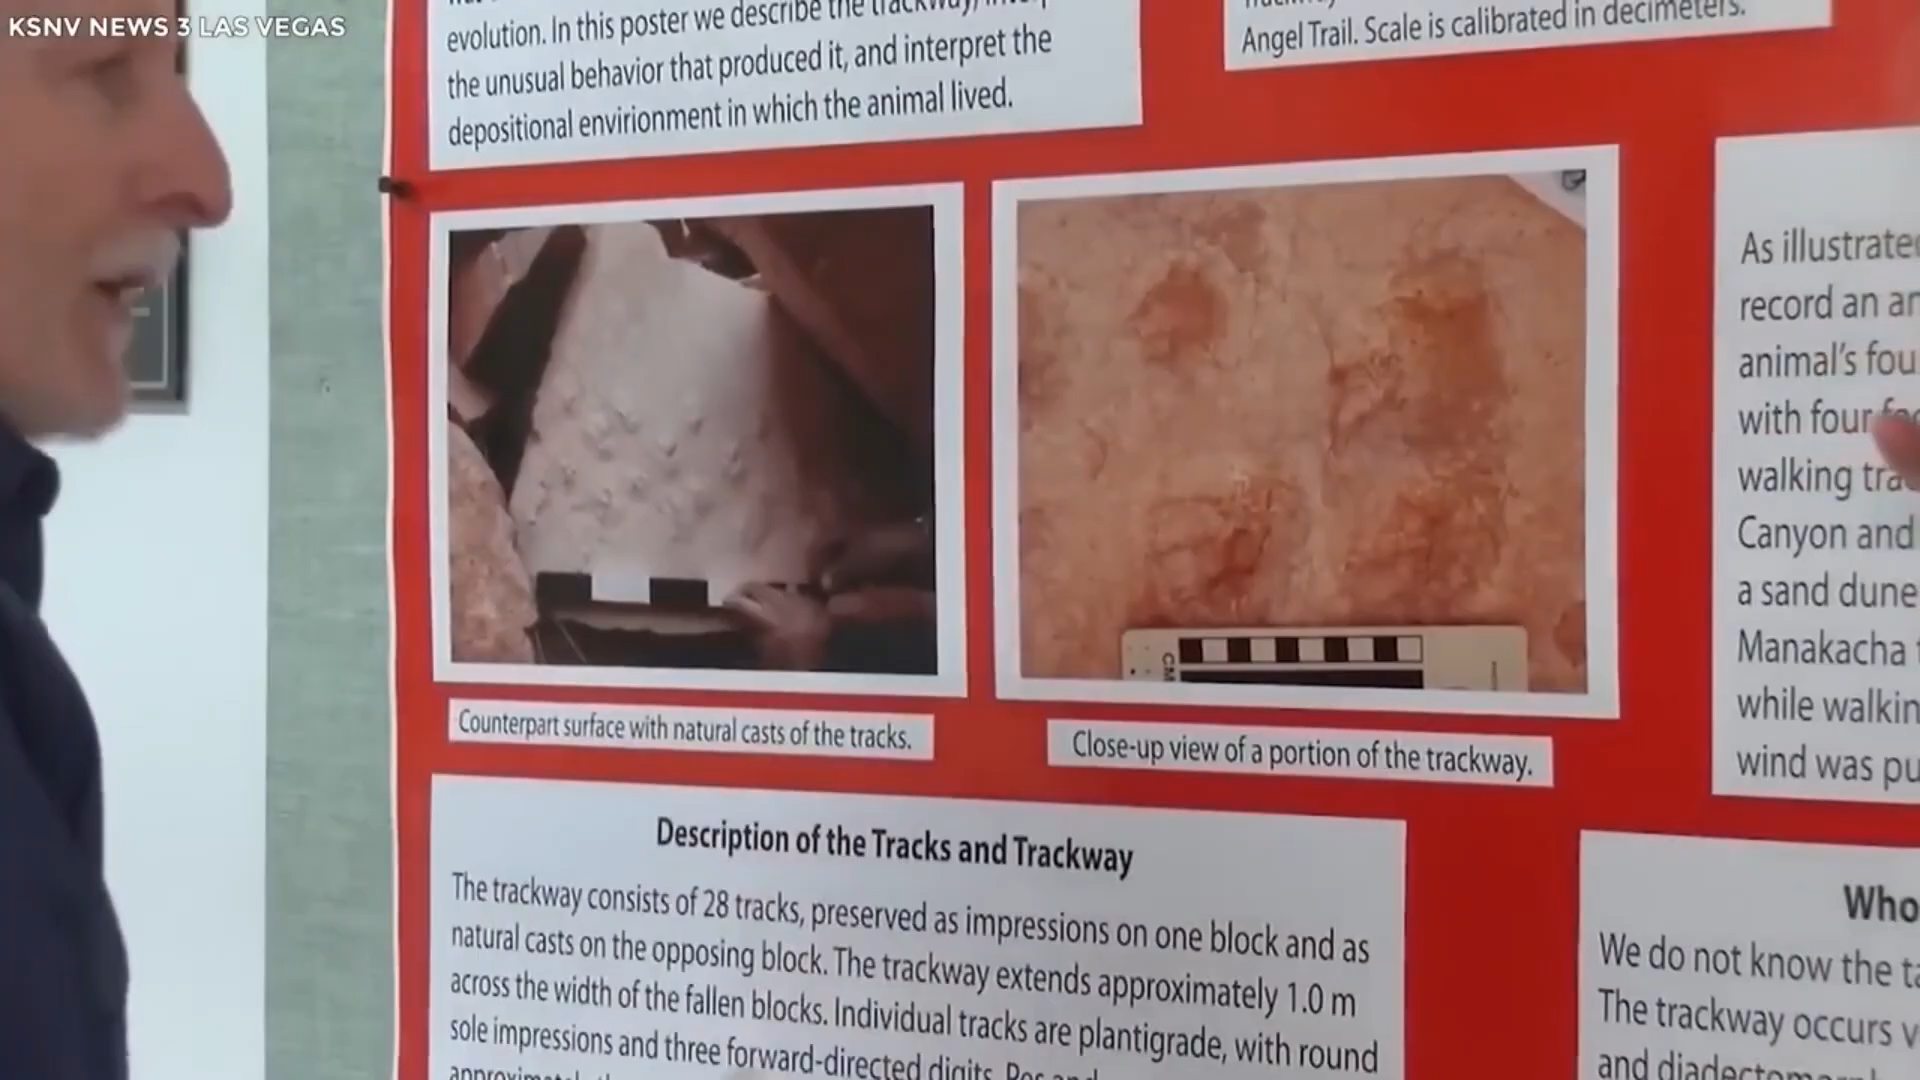 KSNV NEWS 3 LAS VEGAS
evolution. In this poster we describe the trackway,
the unusual behavior that produced it, and interpret the
depositional envirionment in which the animal lived.
Angel Trail. Scale is calibrated in decimeters.
CM
Counterpart surface with natural casts of the tracks.
Close-up view of a portion of the trackway.
As illustrated
record an
animal's
with four
walking
Canyon and
a sand dune
Manakacha
while
wind was
Description of the Tracks and Trackway
The trackway consists of 28 tracks, preserved as impressions on one block and as
natural casts on the opposing block. The trackway extends approximately 1.0 m
across the width of the fallen blocks. Individual tracks are plantigrade, with round
sole impressions and three forward-directed digits.
Who
We do not know the
The trackway occurs
and